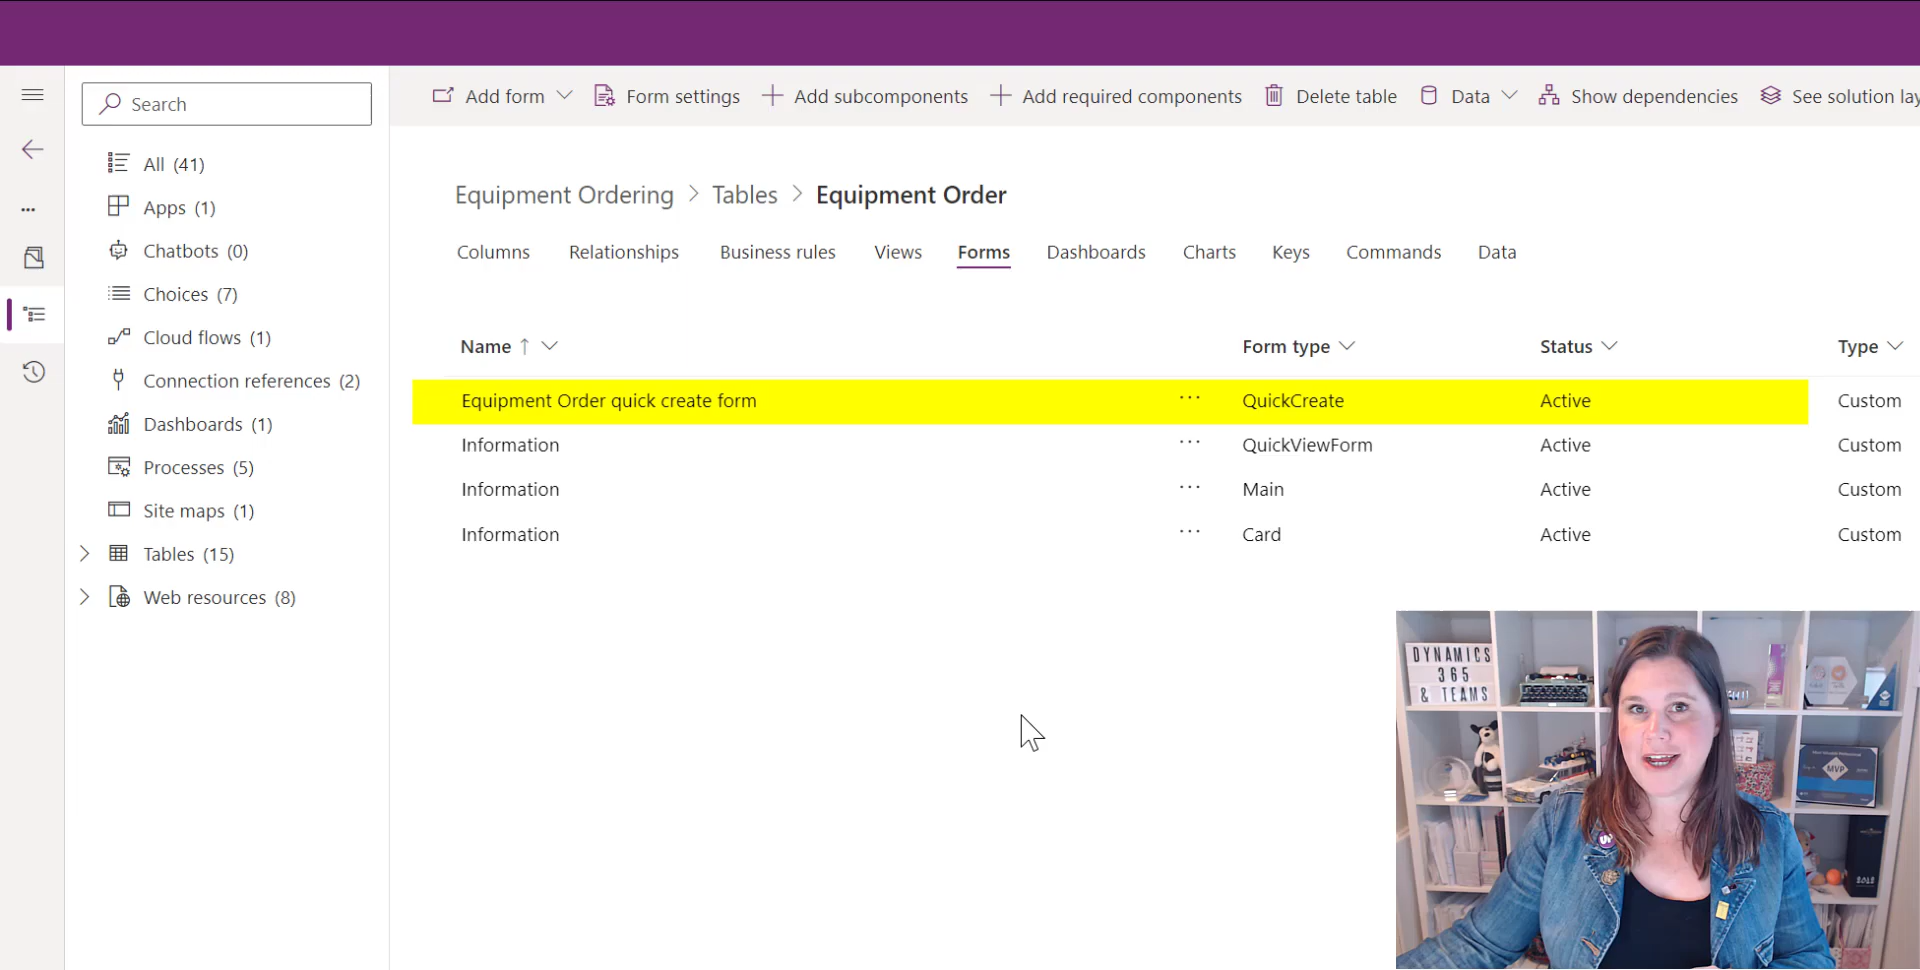 Search
All (41)
Apps (1)
Chatbots (0)
Choices (7)
Cloud flows (1)
Connection references (2)
Dashboards (1)
Processes (5)
Site maps (1)
Tables (15)
Web resources (8)
Add form Form settings Add subcomponents Add required components Delete table Data Show dependencies See solution lay
Equipment Ordering > Tables > Equipment Order
Columns Relationships Business rules Views Forms Dashboards Charts Keys Commands Data
Name ↑ Form type Status Type
Equipment Order quick create form ... QuickCreate Active Custom
Information ... QuickViewForm Active Custom
Information ... Main Active Custom
Information ... Card Active Custom
DYNAMICS
365
& TEAMS
MVP